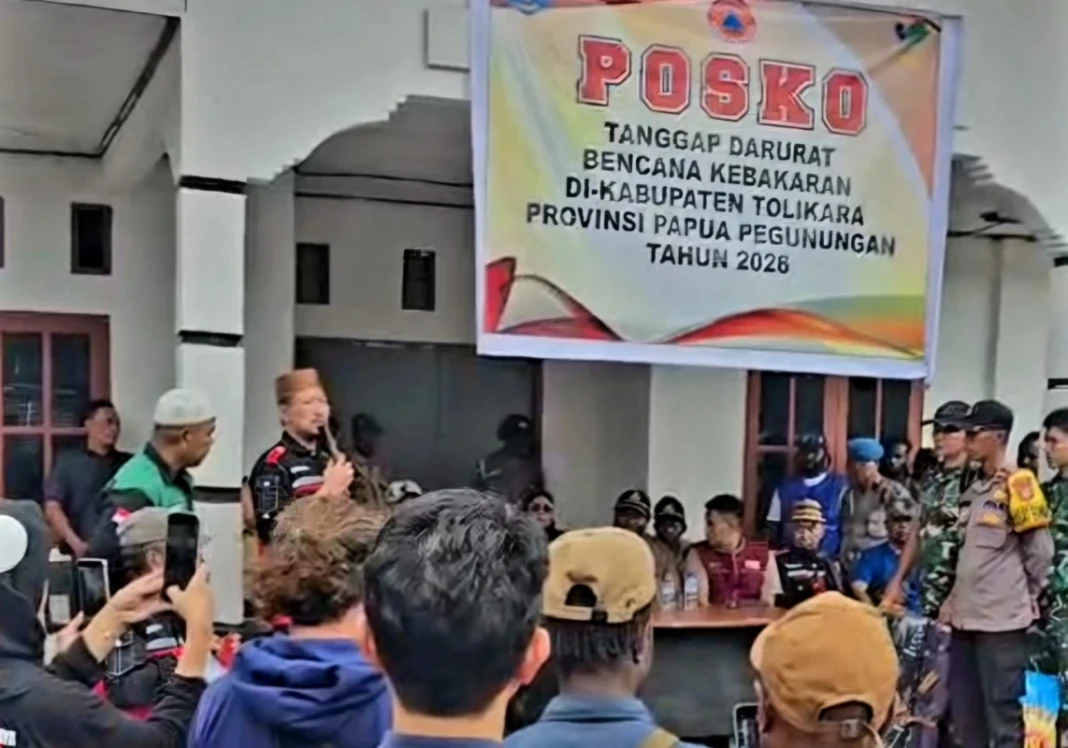 POSKO
TANGGAP DARURAT
BENCANA KEBAKARAN
DI-KABUPATEN TOLIKARA
PROVINSI PAPUA PEGUNUNGAN
TAHUN 2026